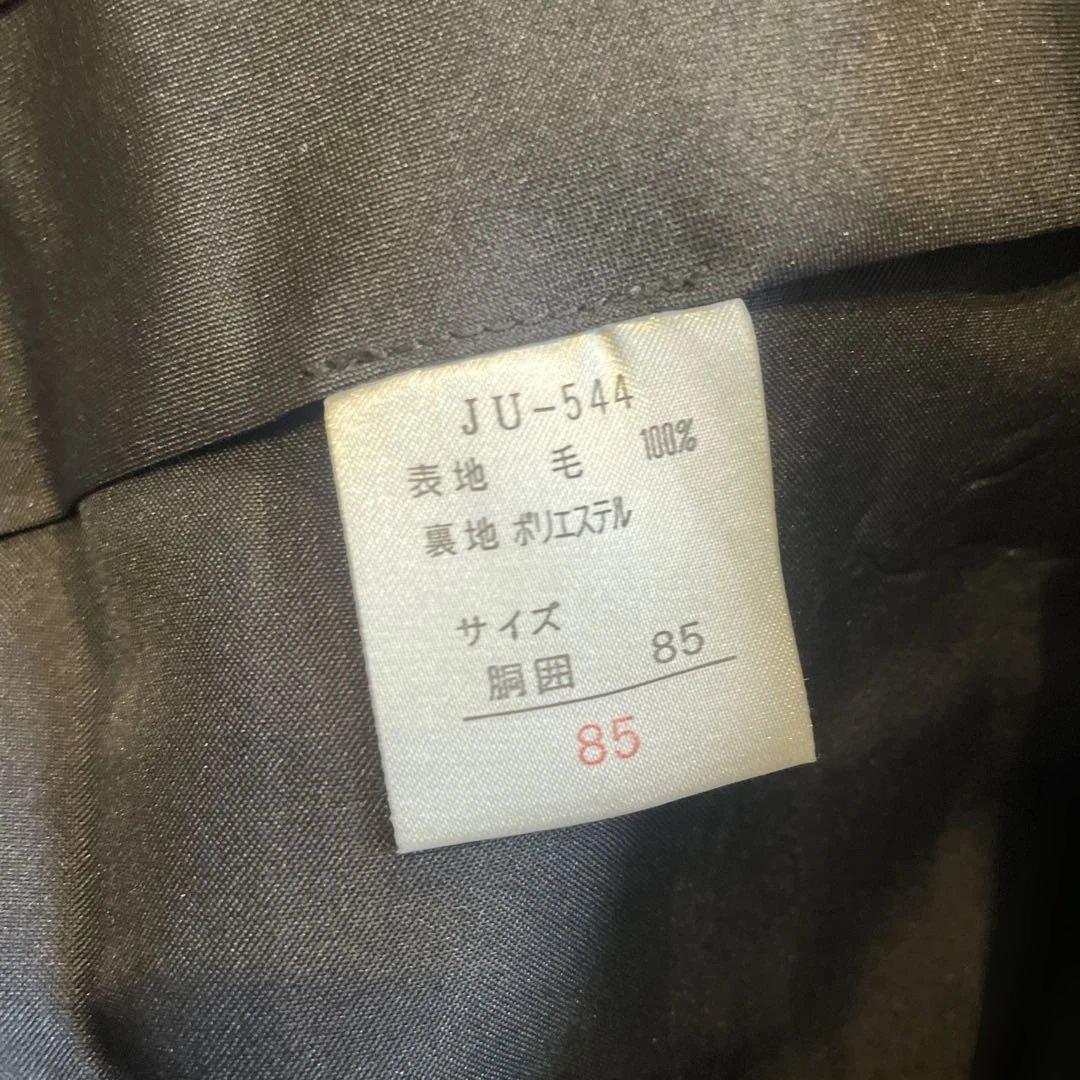 JU-544
表地 毛 100%
裏地 ポリエステル
サイズ
胴囲 85
85